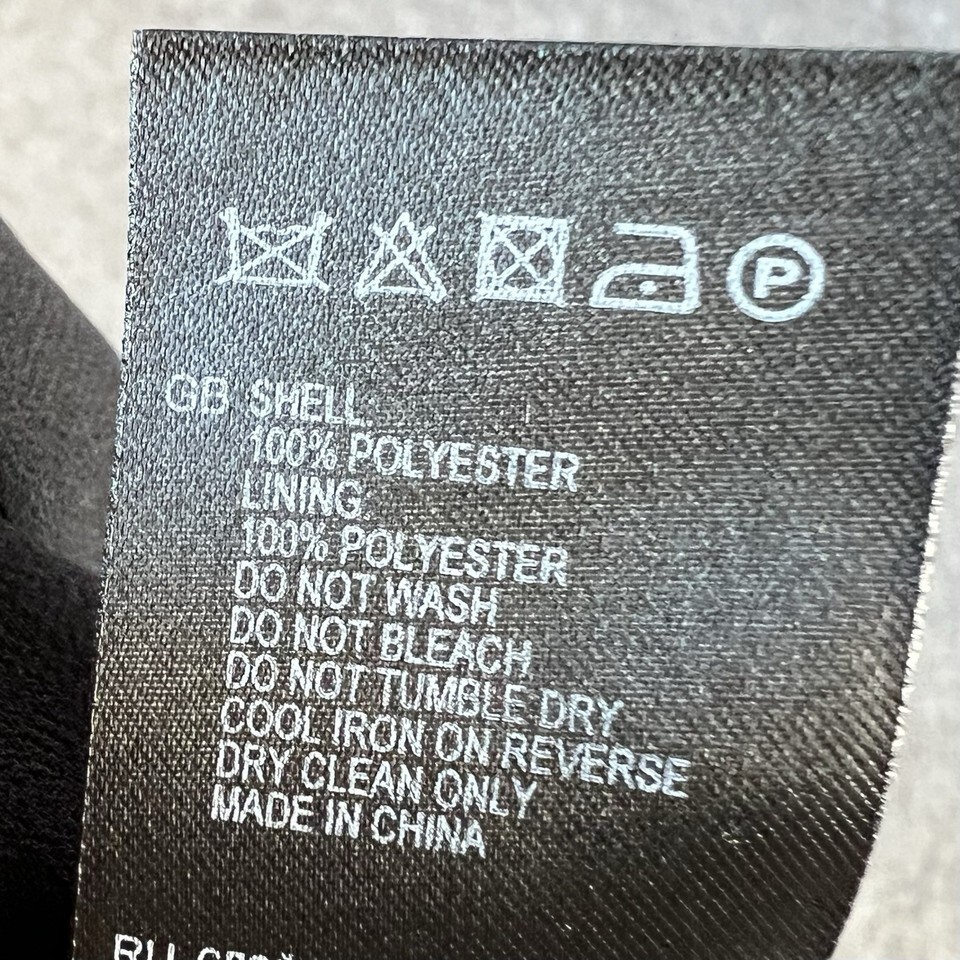 P
GB SHELL
100% POLYESTER
LINING
100% POLYESTER
DO NOT WASH
DO NOT BLEACH
DO NOT TUMBLE DRY
COOL IRON ON REVERSE
DRY CLEAN ONLY
MADE IN CHINA
RU